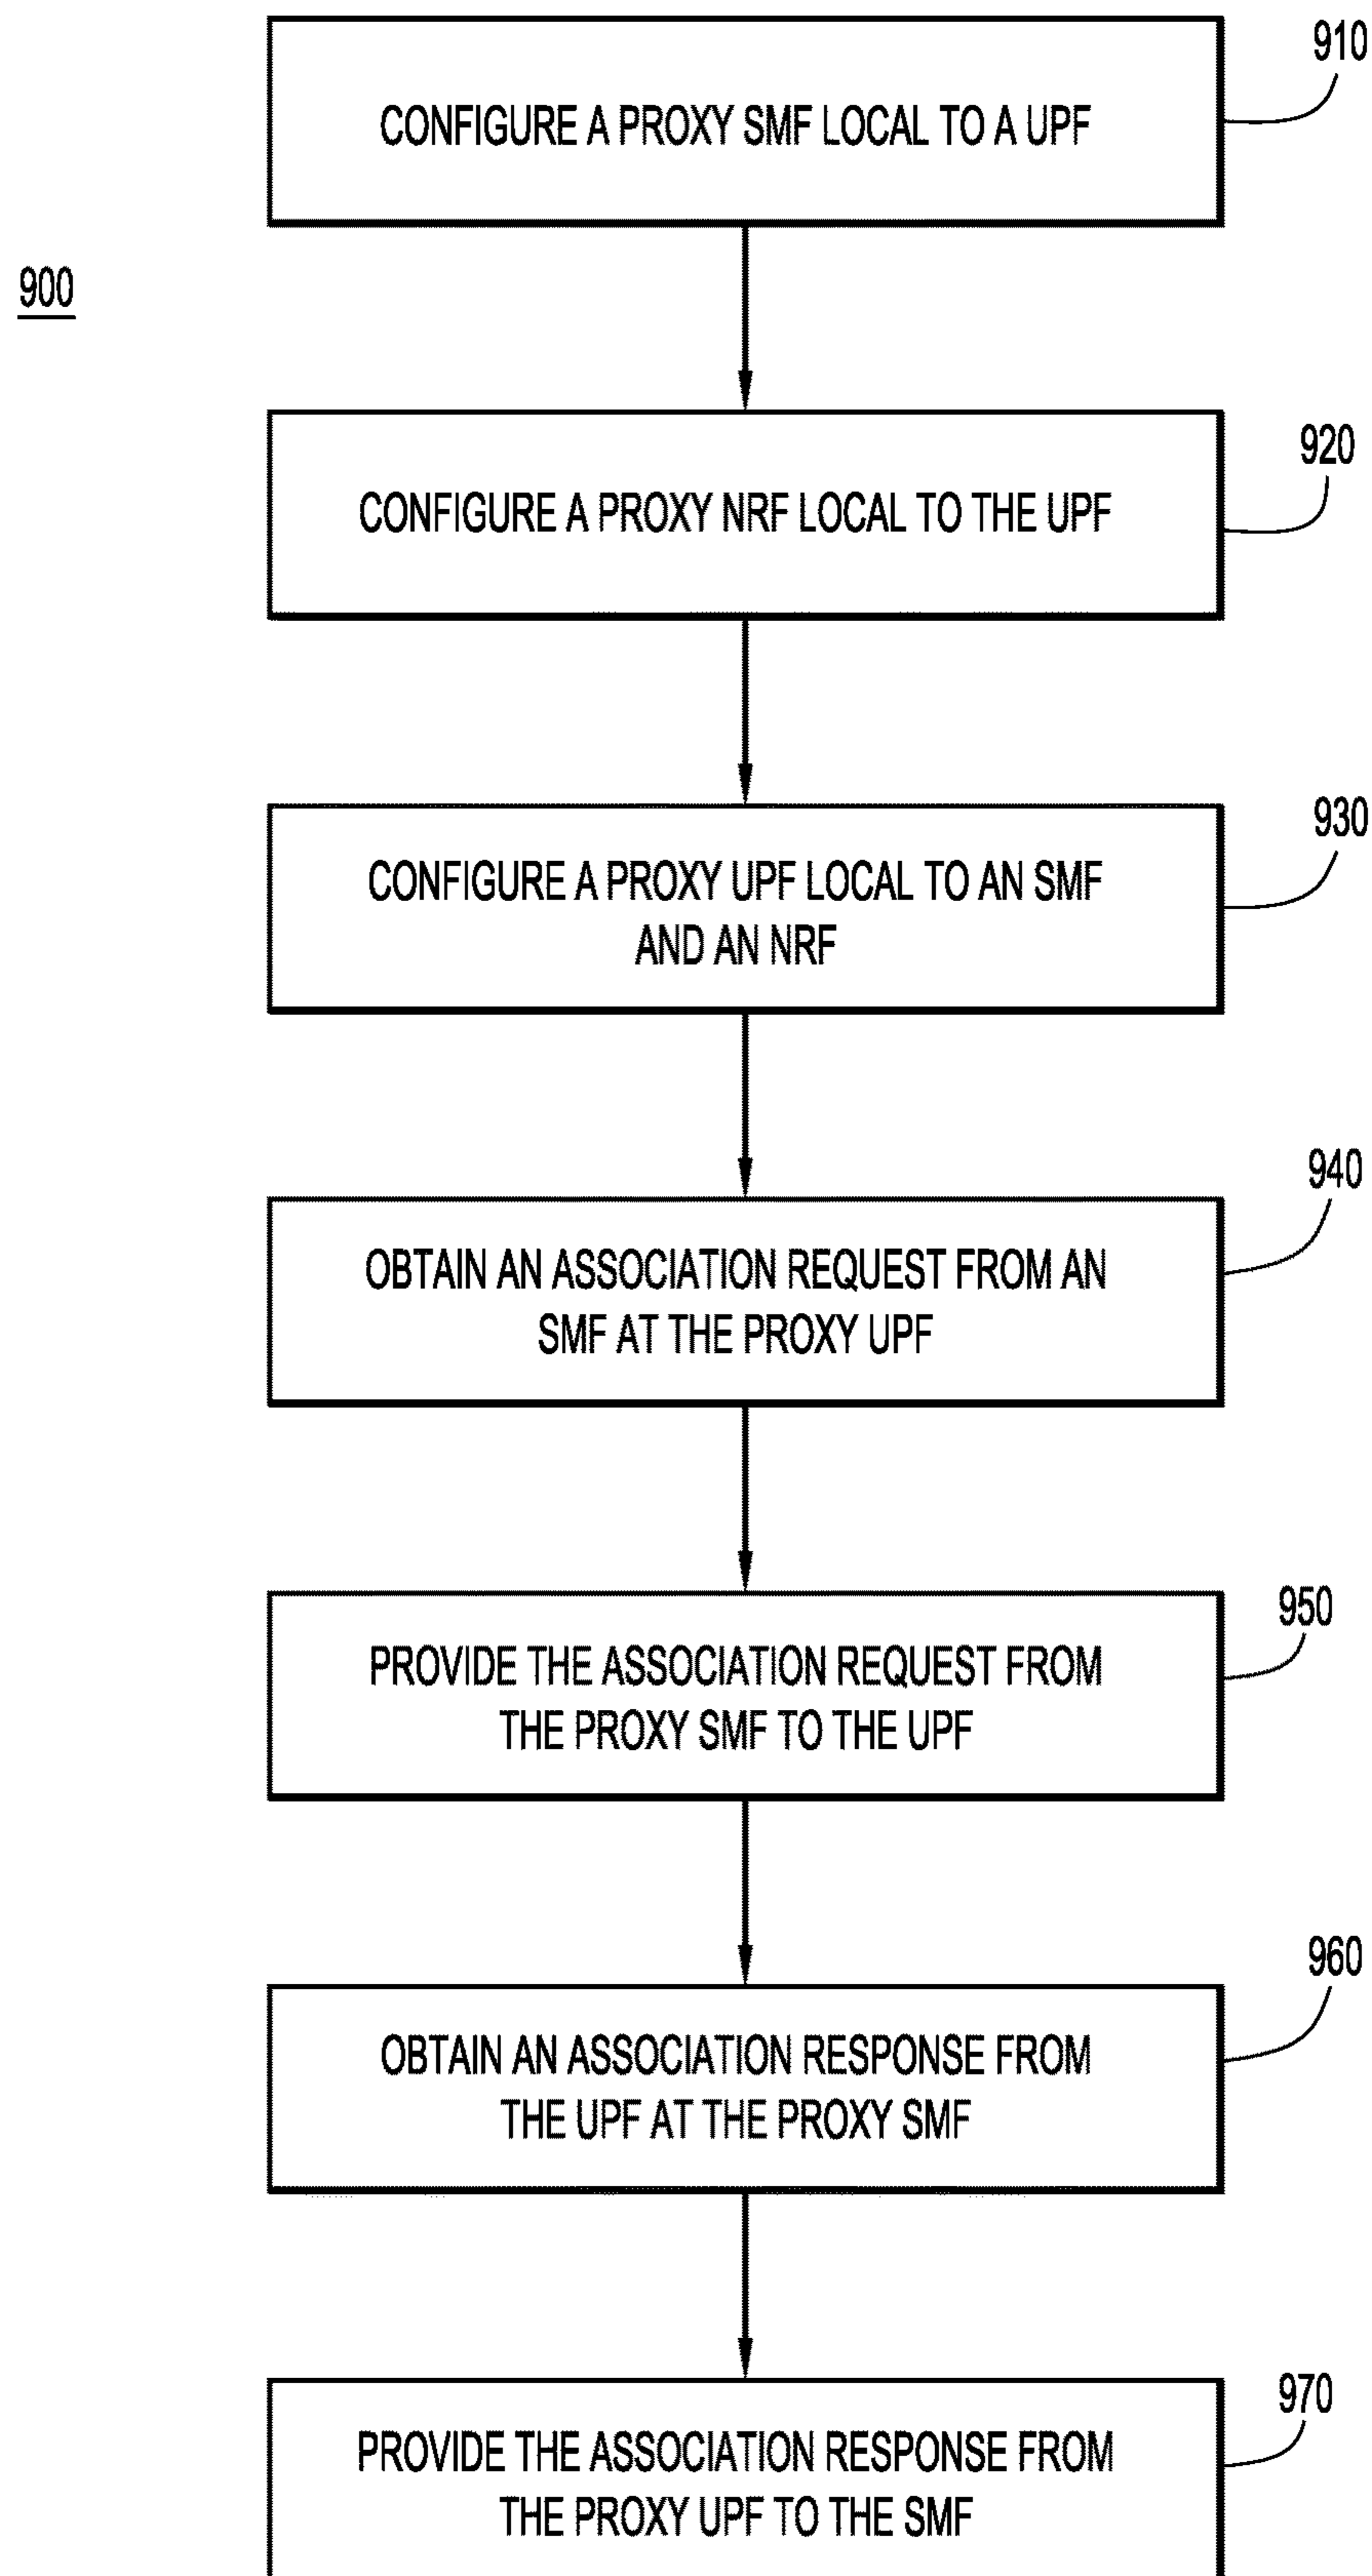 910
CONFIGURE A PROXY SMF LOCAL TO A UPF
900
920
CONFIGURE A PROXY NRF LOCAL TO THE UPF
930
CONFIGURE A PROXY UPF LOCAL TO AN SMF
AND AN NRF
940
OBTAIN AN ASSOCIATION REQUEST FROM AN
SMF AT THE PROXY UPF
950
PROVIDE THE ASSOCIATION REQUEST FROM
THE PROXY SMF TO THE UPF
960
OBTAIN AN ASSOCIATION RESPONSE FROM
THE UPF AT THE PROXY SMF
970
PROVIDE THE ASSOCIATION RESPONSE FROM
THE PROXY UPF TO THE SMF